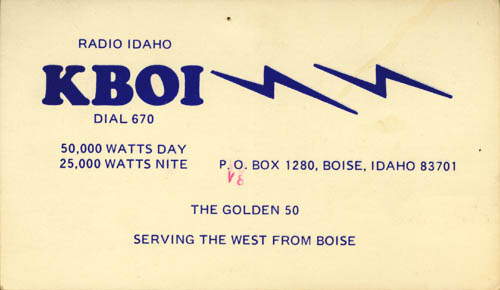 RADIO IDAHO
KBOI
DIAL 670
50,000 WATTS DAY
25,000 WATTS NITE P.O. BOX 1280, BOISE, IDAHO 83701
THE GOLDEN 50
SERVING THE WEST FROM BOISE